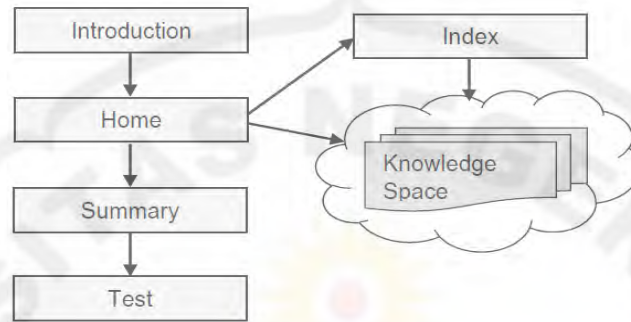 Introduction
Index
Home
Knowledge
Space
Summary
Test